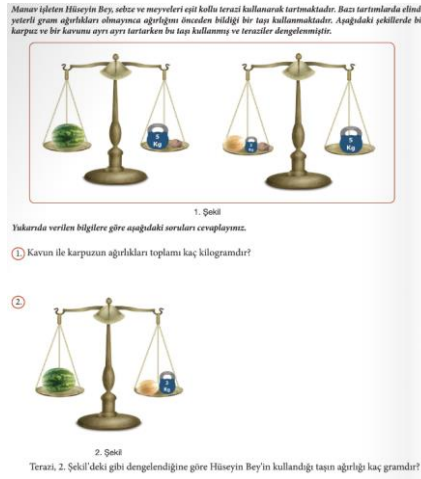 Manav işleten Hüseyin Bey, sebze ve meyveleri eşit kollu terazi kullanarak tartmaktadır. Bazı tartımlarda elind
yeterli gram ağırlıkları olmayınca ağırlığını önceden bildiği bir taşı kullanmaktadır. Aşağıdaki şekillerde bi
karpuz ve bir kavunu ayrı ayrı tartarken bu taşı kullanmış ve teraziler dengelenmiştir.
5
Kg
5
Kg
1. Şekil
Yukarıda verilen bilgilere göre aşağıdaki soruları cevaplayınız.
1. Kavun ile karpuzun ağırlıkları toplamı kaç kilogramdır?
2.
3
Kg
2. Şekil
Terazi, 2. Şekil'deki gibi dengelendiğine göre Hüseyin Bey'in kullandığı taşın ağırlığı kaç gramdır?